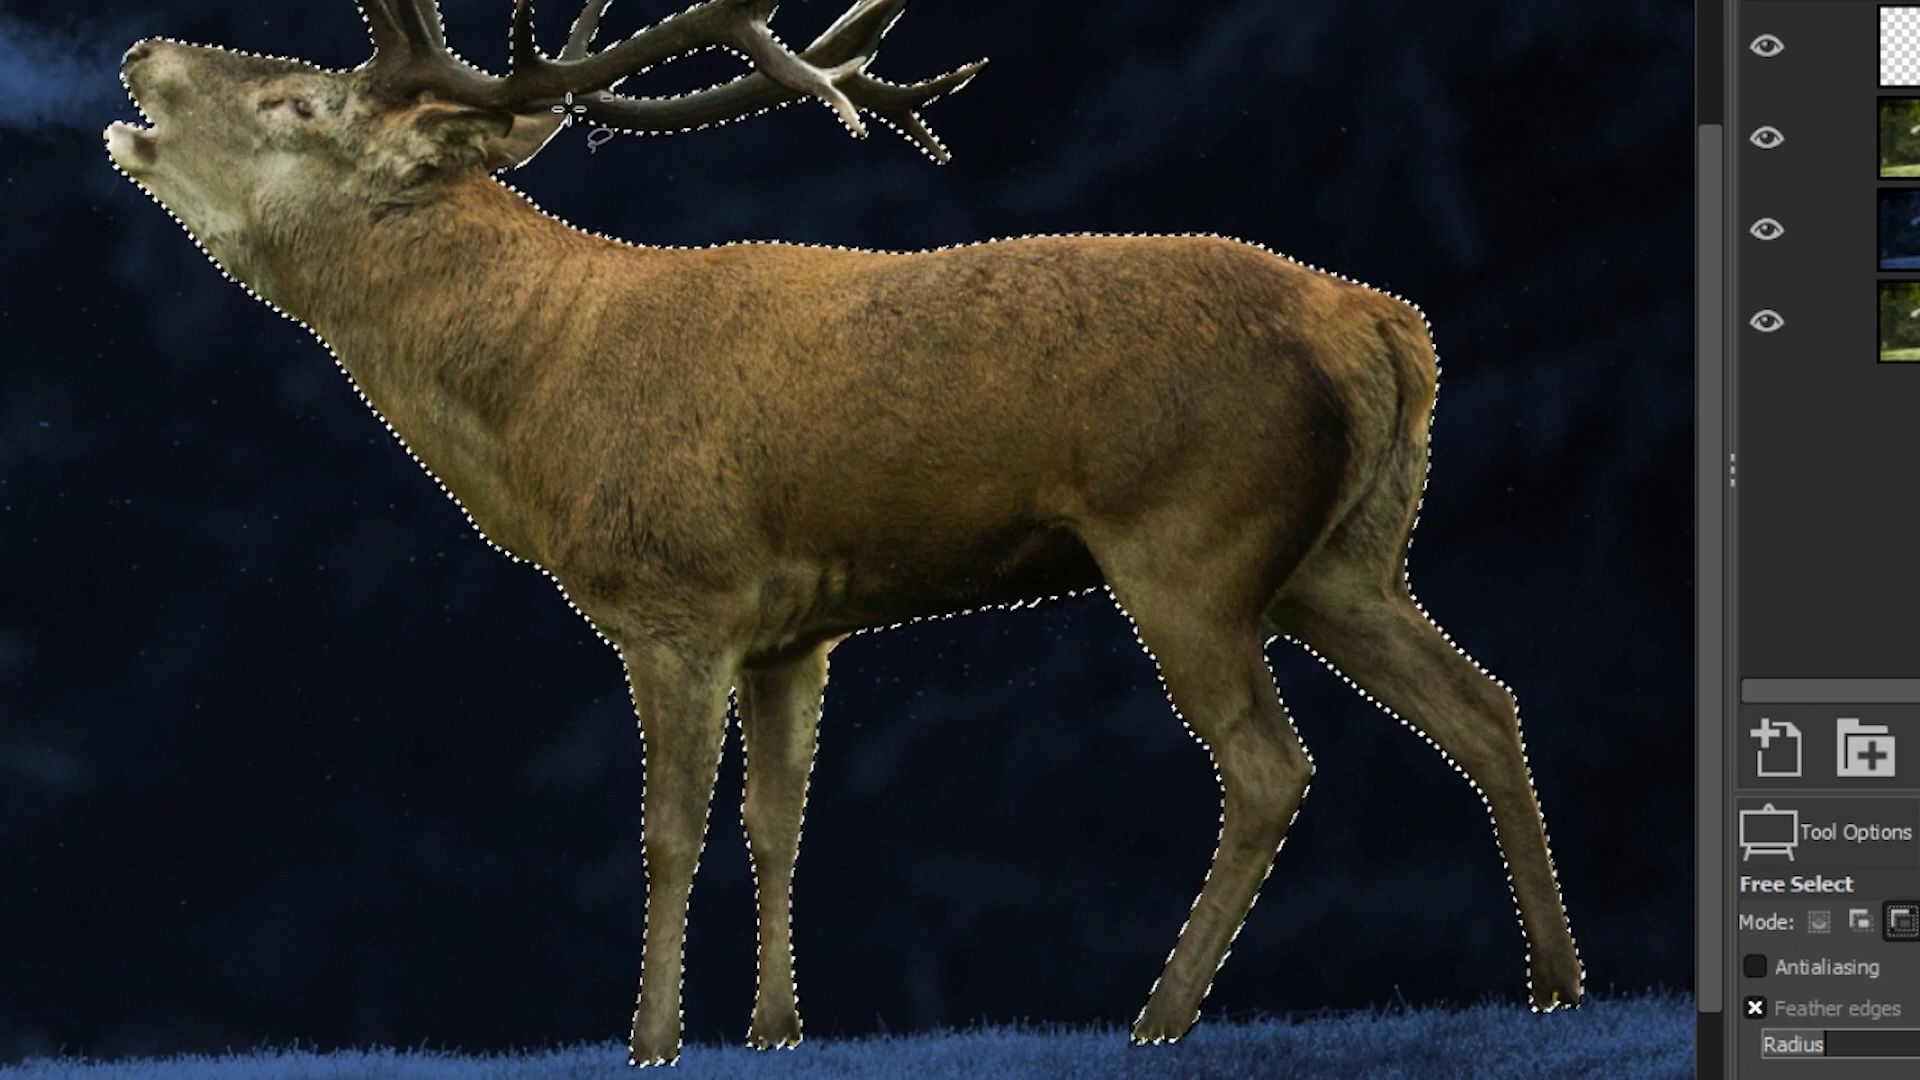 Tool Options
Free Select
Mode:
Antialiasing
Feather edges
Radius